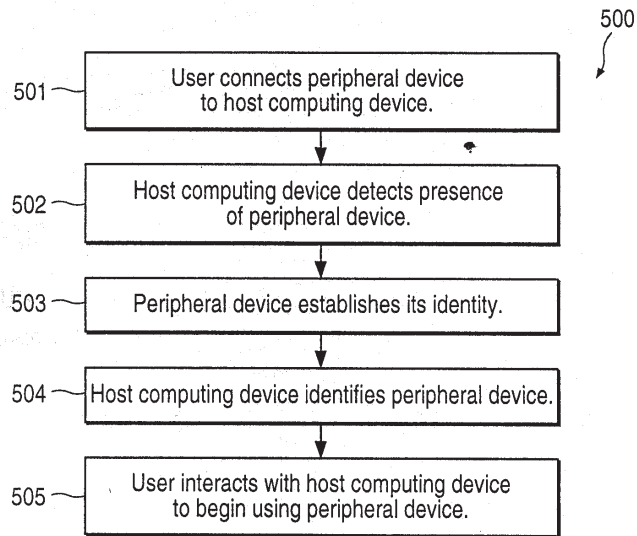 500
501
User connects peripheral device
to host computing device.
502
Host computing device detects presence
of peripheral device.
503
Peripheral device establishes its identity.
504
Host computing device identifies peripheral device.
505
User interacts with host computing device
to begin using peripheral device.